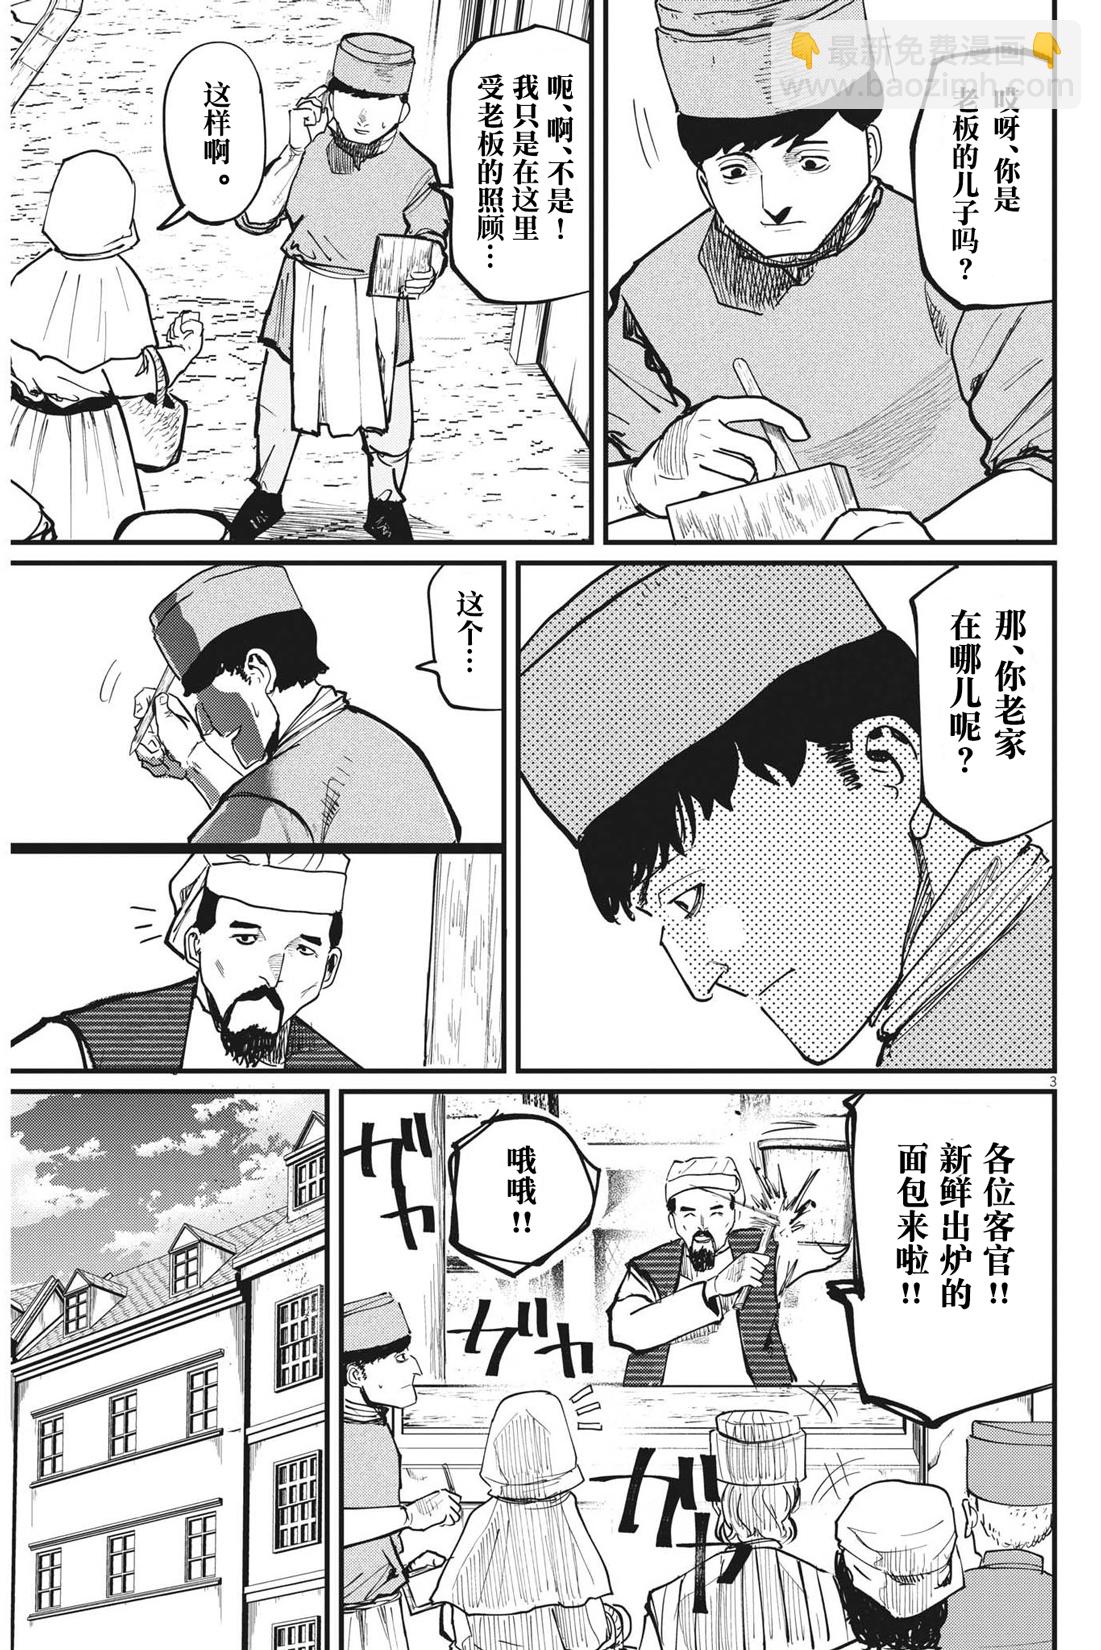 最新免费漫画
www.baozimh.com
哎呀、你是
老板的儿子吗？
呃、啊、不是！
我只是在这里
受老板的照顾…
这样啊。
那、你老家
在哪儿呢？
这个…
3
各位客官!!
新鲜出炉的
面包来啦!!
哦
哦!!
ガガ
ガガ
ガガ